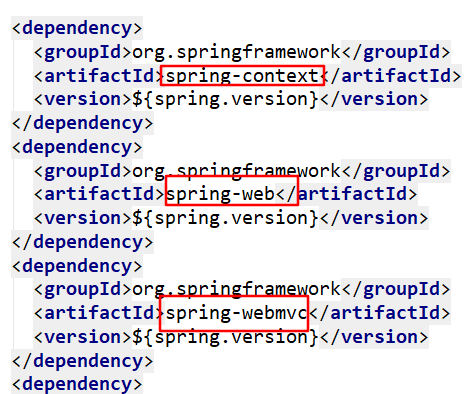 <dependency>
<groupId>org.springframework</groupId>
<artifactId>spring-context</artifactId>
<version>${spring.version}</version>
</dependency>
<dependency>
<groupId>org.springframework</groupId>
<artifactId>spring-web</artifactId>
<version>${spring.version}</version>
</dependency>
<dependency>
<groupId>org.springframework</groupId>
<artifactId>spring-webmvc</artifactId>
<version>${spring.version}</version>
</dependency>
<dependency>